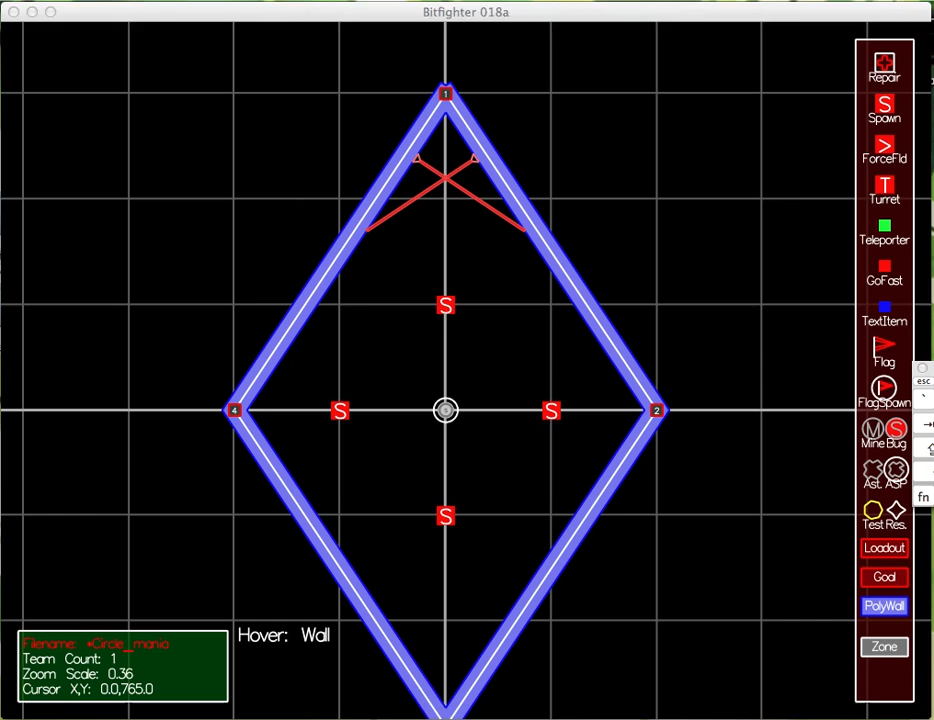 Bitfighter 018a
1
Repair
S
Spawn
>
ForceFld
T
Turret
Teleporter
GoFast
TextItem
Flag
FlagSpawn
M S
Mine Bug
Ast. ASP
Test Res.
Loadout
Goal
PolyWall
Zone
S
4 S S 2
S
esc
`
fn
Hover: Wall
Filename: *Circle_mania
Team Count: 1
Zoom Scale: 0.36
Cursor X,Y: 0.0,765.0